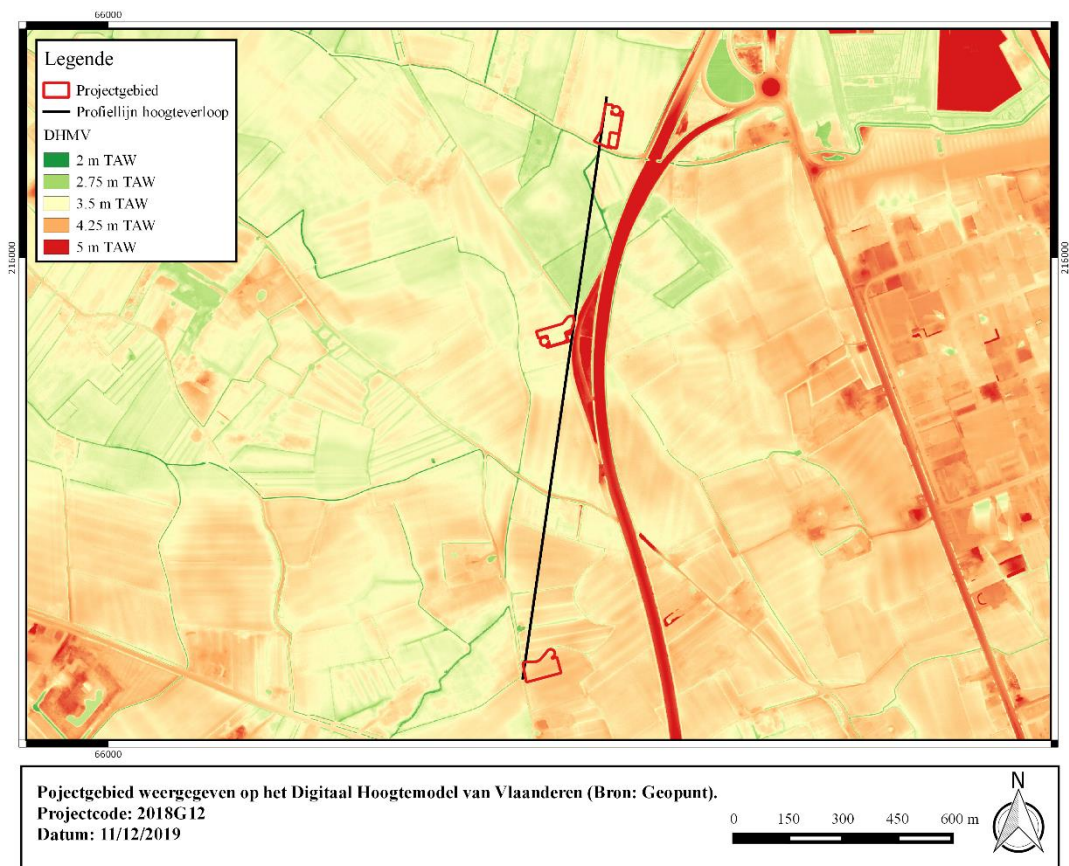 66000
Legende
Projectgebied
Profiellijn hoogteverloop
DHMV
2 m TAW
2.75 m TAW
3.5 m TAW
4.25 m TAW
5 m TAW
216000
216000
66000
Pojectgebied weergegeven op het Digitaal Hoogtemodel van Vlaanderen (Bron: Geopunt).
Projectcode: 2018G12
Datum: 11/12/2019
0 150 300 450 600 m
N